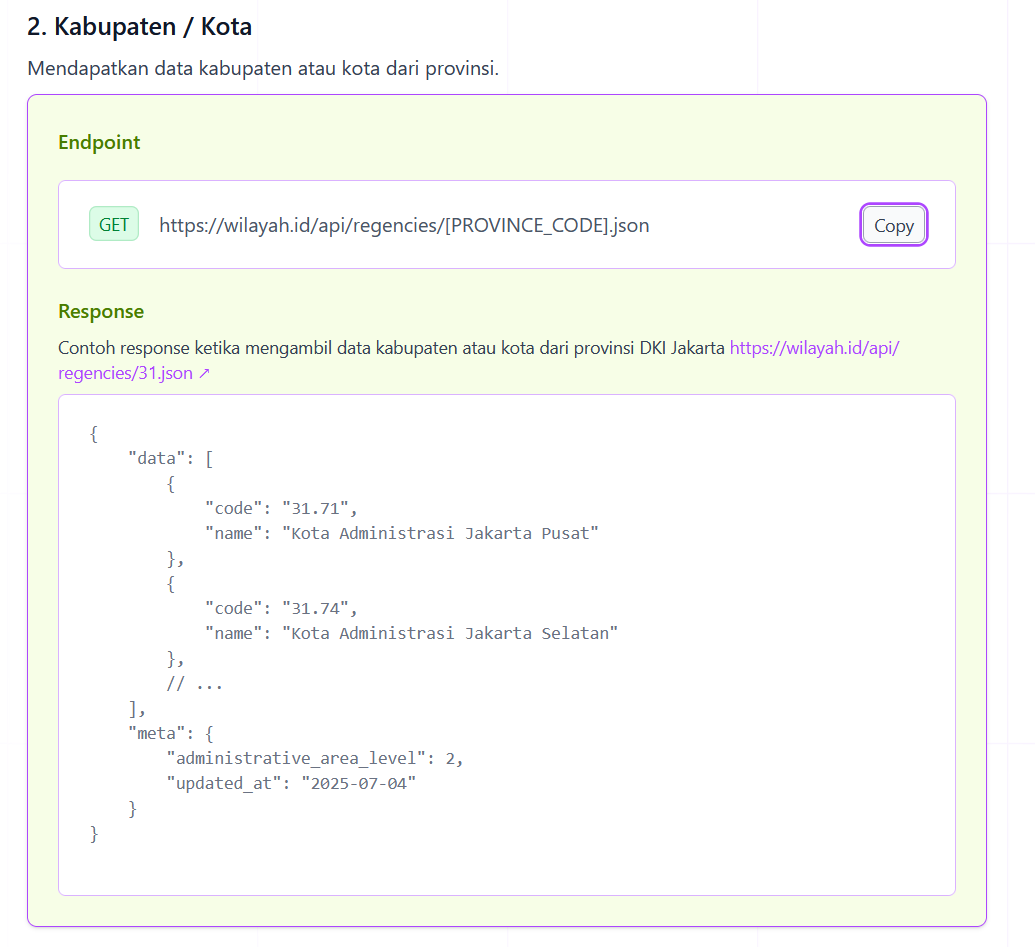 2. Kabupaten / Kota
Mendapatkan data kabupaten atau kota dari provinsi.
Endpoint
GET https://wilayah.id/api/regencies/[PROVINCE_CODE].json Copy
Response
Contoh response ketika mengambil data kabupaten atau kota dari provinsi DKI Jakarta https://wilayah.id/api/
regencies/31.json ↗
{
    "data": [
        {
            "code": "31.71",
            "name": "Kota Administrasi Jakarta Pusat"
        },
        {
            "code": "31.74",
            "name": "Kota Administrasi Jakarta Selatan"
        },
        // ...
    ],
    "meta": {
        "administrative_area_level": 2,
        "updated_at": "2025-07-04"
    }
}